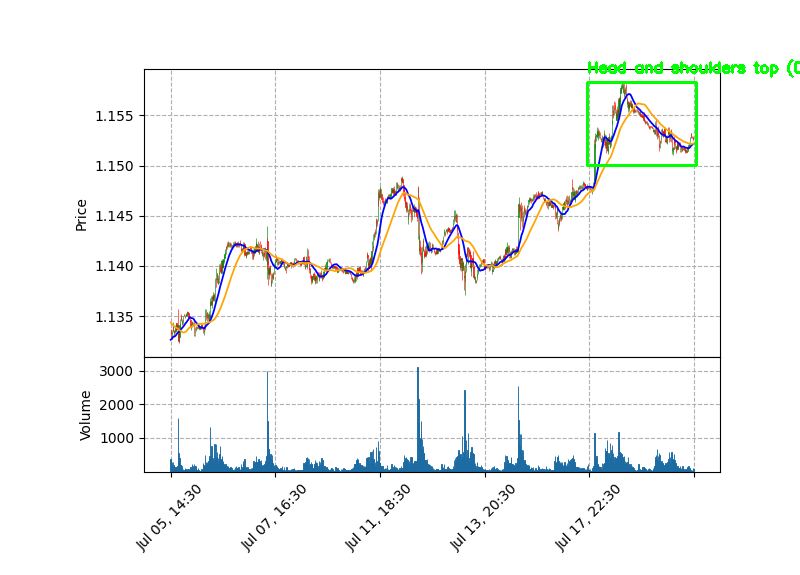 Head and shoulders top (
1.155
1.150
1.145
1.140
1.135
Price
3000
2000
1000
Volume
Jul 05, 14:30
Jul 07, 16:30
Jul 11, 18:30
Jul 13, 20:30
Jul 17, 22:30